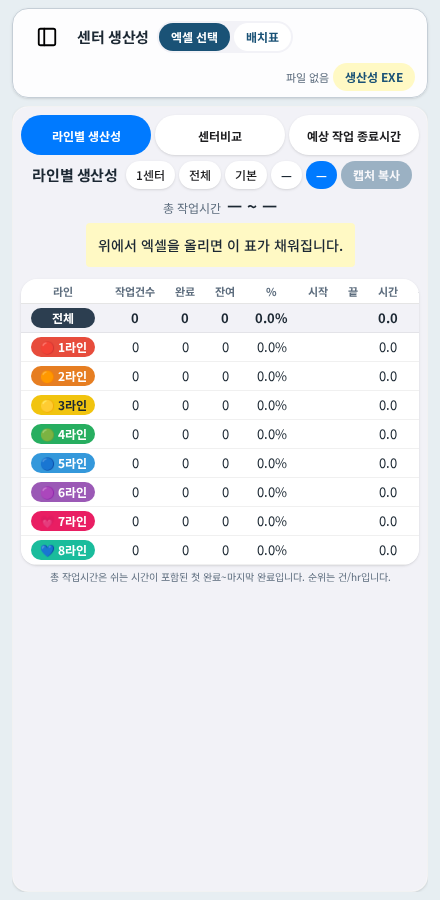 센터 생산성 엑셀 선택 배치표
파일 없음 생산성 EXE
라인별 생산성 센터비교 예상 작업 종료시간
라인별 생산성 1센터 전체 기본 — — 캡처 복사
총 작업시간 — ~ —
위에서 엑셀을 올리면 이 표가 채워집니다.
라인 작업건수 완료 잔여 % 시작 끝 시간
전체 0 0 0 0.0% 0.0
1라인 0 0 0 0.0% 0.0
2라인 0 0 0 0.0% 0.0
3라인 0 0 0 0.0% 0.0
4라인 0 0 0 0.0% 0.0
5라인 0 0 0 0.0% 0.0
6라인 0 0 0 0.0% 0.0
7라인 0 0 0 0.0% 0.0
8라인 0 0 0 0.0% 0.0
총 작업시간은 쉬는 시간이 포함된 첫 완료~마지막 완료입니다. 순위는 건/hr입니다.